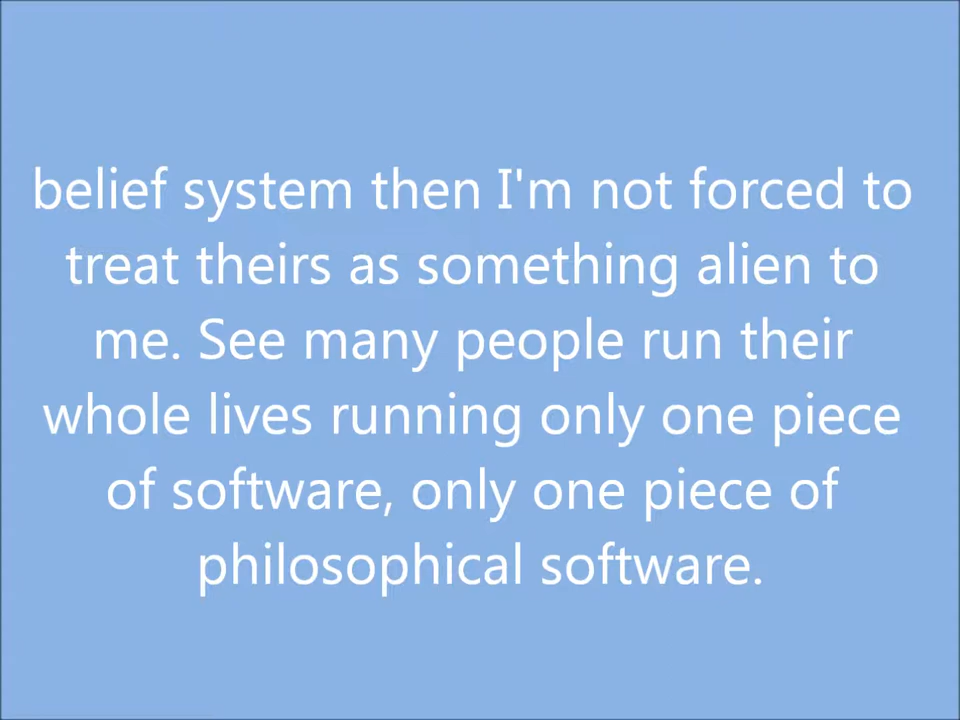 belief system then I'm not forced to
treat theirs as something alien to
me. See many people run their
whole lives running only one piece
of software, only one piece of
philosophical software.